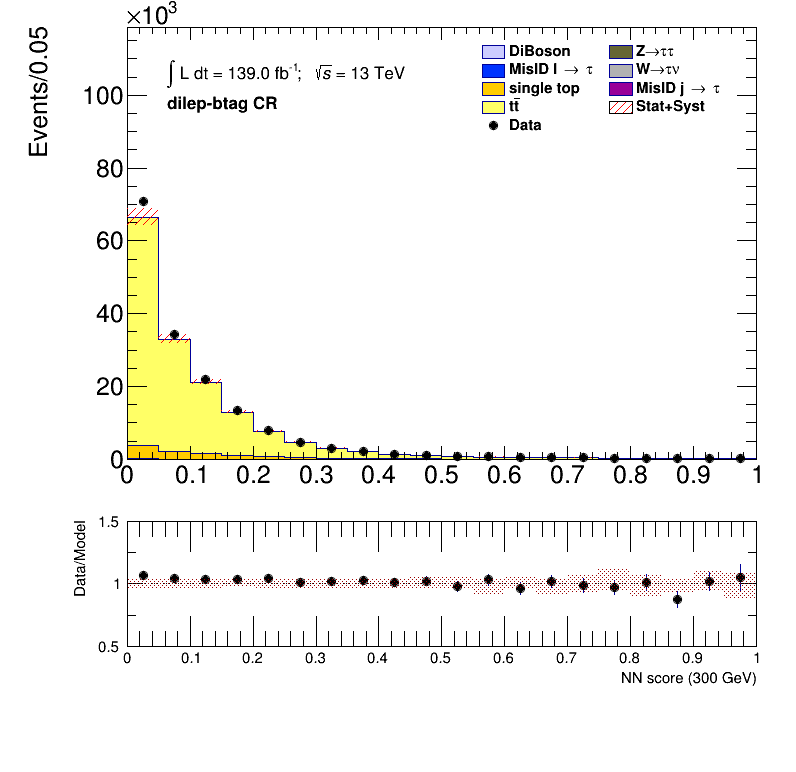 ×10³
Events/0.05
∫ L dt = 139.0 fb⁻¹; √s = 13 TeV
dilep-btag CR
DiBoson
Z→ττ
MisID l → τ
W→τν
single top
MisID j → τ
tt̄
Stat+Syst
Data
100
80
60
40
20
0
0 0.1 0.2 0.3 0.4 0.5 0.6 0.7 0.8 0.9 1
Data/Model
1.5
1
0.5
0 0.1 0.2 0.3 0.4 0.5 0.6 0.7 0.8 0.9 1
NN score (300 GeV)